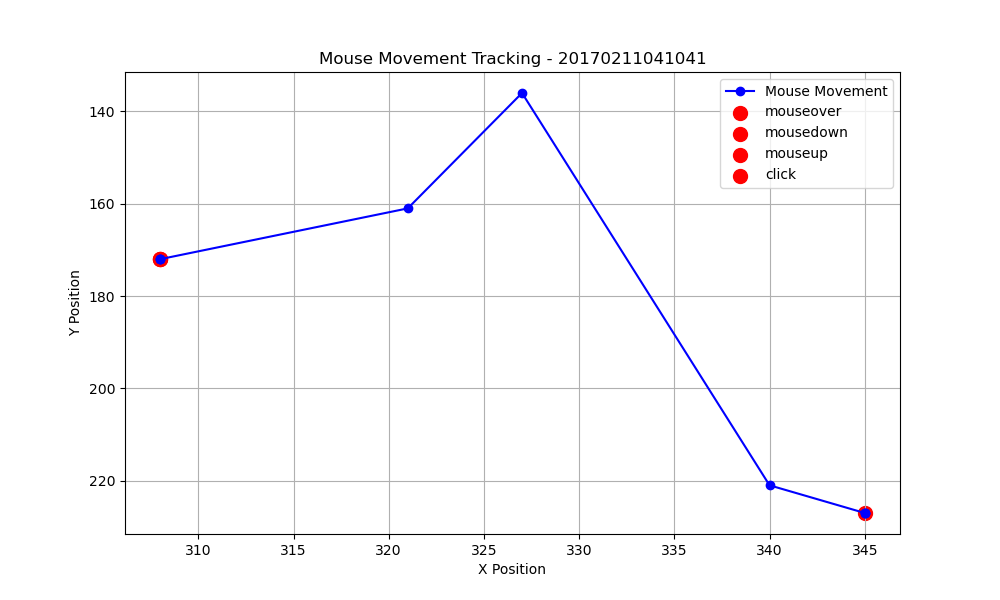 Mouse Movement Tracking - 20170211041041
Mouse Movement
mouseover
mousedown
mouseup
click
140
160
180
200
220
Y Position
310 315 320 325 330 335 340 345
X Position